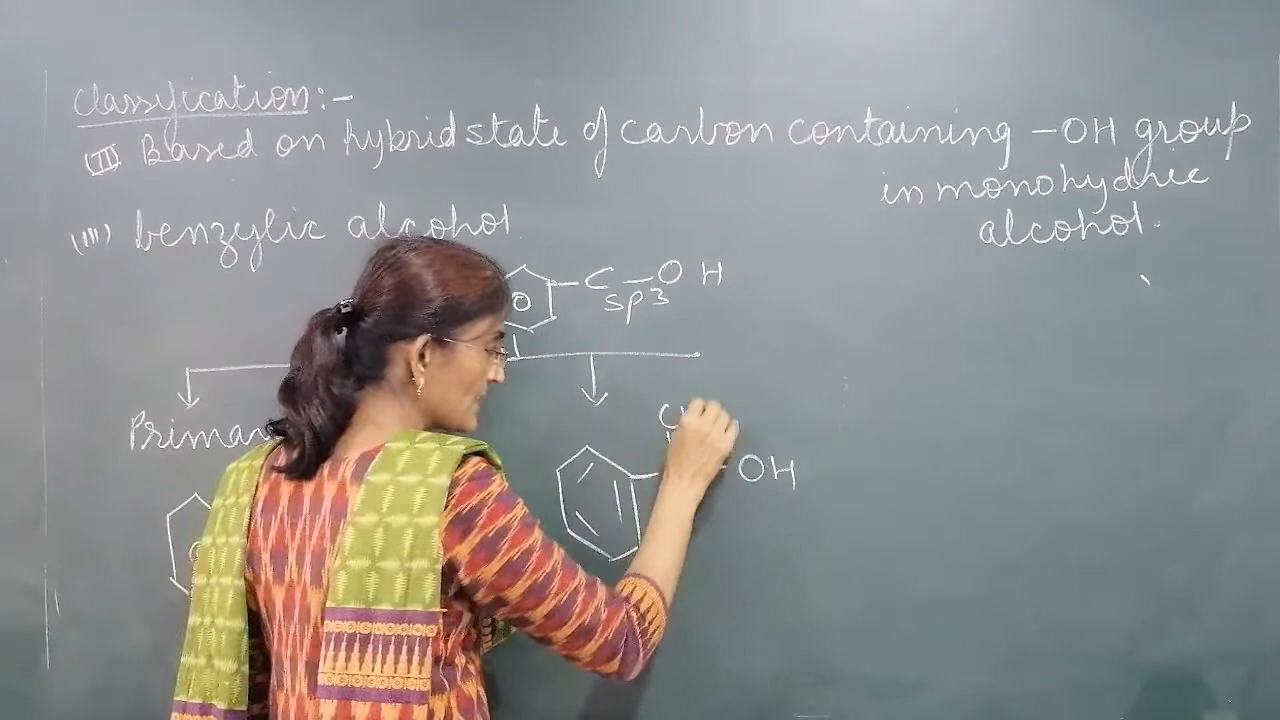 Classification:-
(II) Based on hybrid state of carbon containing -OH group
in monohydric
alcohol.
(III) benzylic alcohol
C - OH
sp3
OH